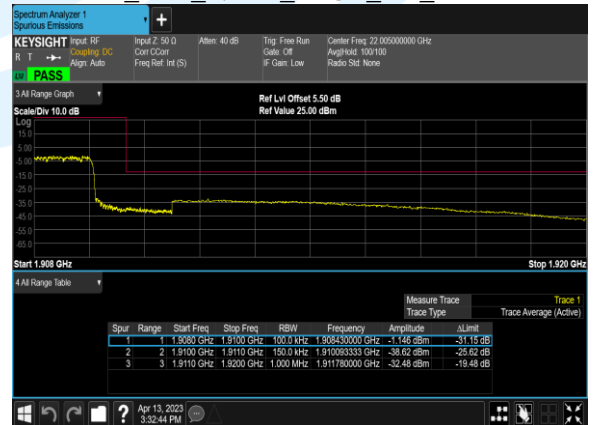 Spectrum Analyzer 1
Spurious Emissions
+
KEYSIGHT Input: RF Input Z: 50 Ω Atten: 40 dB Trig: Free Run Center Freq: 22.005000000 GHz
R T Coupling: DC Corr CCorr Gate: Off Avg|Hold: 100/100
Align: Auto Freq Ref: Int (S) IF Gain: Low Radio Std: None
LV PASS
3 All Range Graph
Ref Lvl Offset 5.50 dB
Scale/Div 10.0 dB Ref Value 25.00 dBm
Log
15.0
5.00
-5.00
-15.0
-25.0
-35.0
-45.0
-55.0
-65.0
Start 1.908 GHz Stop 1.920 GHz
4 All Range Table
Measure Trace Trace 1
Trace Type Trace Average (Active)
Spur Range Start Freq Stop Freq RBW Frequency Amplitude ΔLimit
1 1 1.9080 GHz 1.9100 GHz 100.0 kHz 1.908430000 GHz -1.146 dBm -31.15 dB
2 2 1.9100 GHz 1.9110 GHz 150.0 kHz 1.910093333 GHz -38.62 dBm -25.62 dB
3 3 1.9110 GHz 1.9200 GHz 1.000 MHz 1.911780000 GHz -32.48 dBm -19.48 dB
? Apr 13, 2023
3:32:44 PM